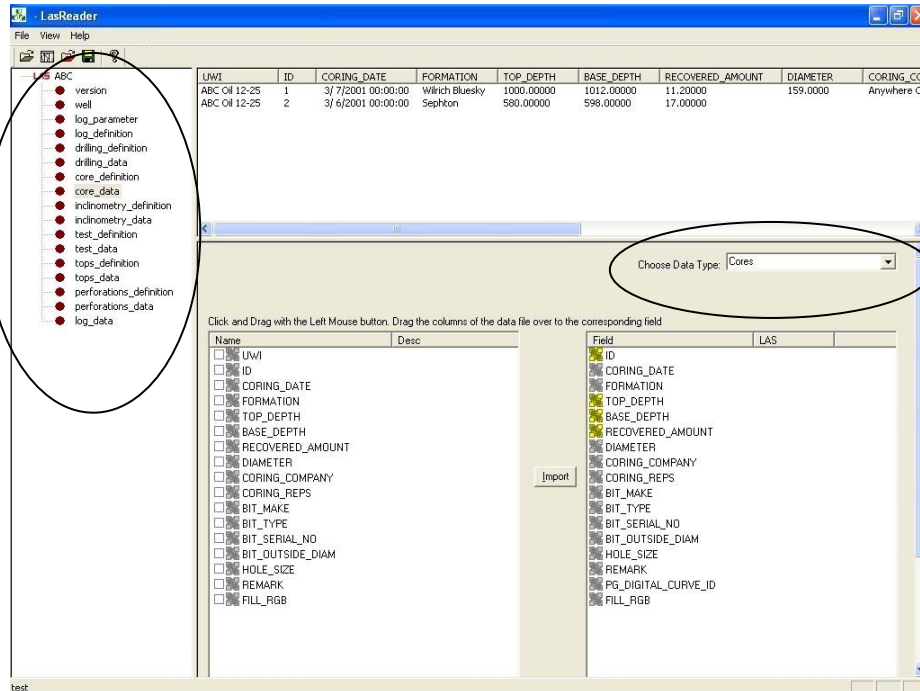 - LasReader
File View Help
LAS ABC
version
well
log_parameter
log_definition
drilling_definition
drilling_data
core_definition
core_data
inclinometry_definition
inclinometry_data
test_definition
test_data
tops_definition
tops_data
perforations_definition
perforations_data
log_data
UWI ID CORING_DATE FORMATION TOP_DEPTH BASE_DEPTH RECOVERED_AMOUNT DIAMETER CORING_CO
ABC Oil 12-25 1 3/ 7/2001 00:00:00 Wilrich Bluesky 1000.00000 1012.00000 11.20000 159.0000 Anywhere C
ABC Oil 12-25 2 3/ 6/2001 00:00:00 Sephton 580.00000 598.00000 17.00000
Choose Data Type: Cores
Click and Drag with the Left Mouse button. Drag the columns of the data file over to the corresponding field
Name Desc
UWI
ID
CORING_DATE
FORMATION
TOP_DEPTH
BASE_DEPTH
RECOVERED_AMOUNT
DIAMETER
CORING_COMPANY
CORING_REPS
BIT_MAKE
BIT_TYPE
BIT_SERIAL_NO
BIT_OUTSIDE_DIAM
HOLE_SIZE
REMARK
FILL_RGB
Import
Field LAS
ID
CORING_DATE
FORMATION
TOP_DEPTH
BASE_DEPTH
RECOVERED_AMOUNT
DIAMETER
CORING_COMPANY
CORING_REPS
BIT_MAKE
BIT_TYPE
BIT_SERIAL_NO
BIT_OUTSIDE_DIAM
HOLE_SIZE
REMARK
PG_DIGITAL_CURVE_ID
FILL_RGB
test